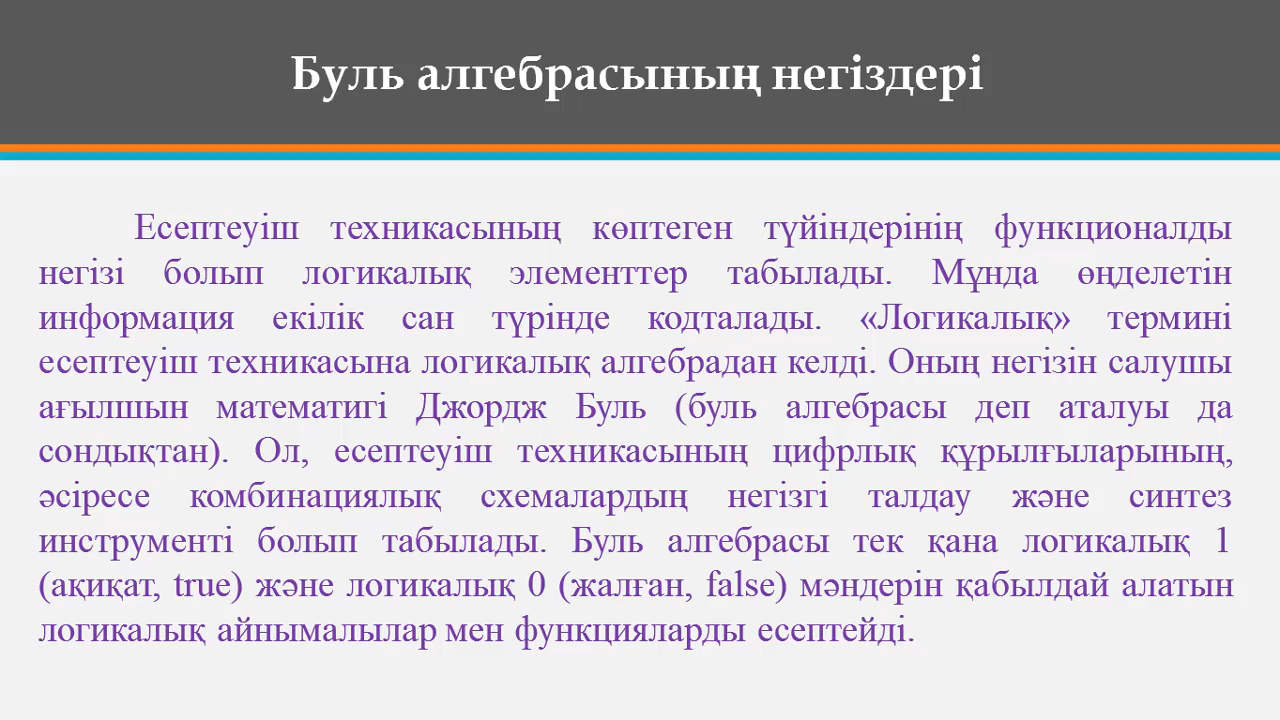 Буль алгебрасының негіздері
Есептеуіш техникасының көптеген түйіндерінің функционалды
негізі болып логикалық элементтер табылады. Мұнда өңделетін
информация екілік сан түрінде кодталады. «Логикалық» термині
есептеуіш техникасына логикалық алгебрадан келді. Оның негізін салушы
ағылшын математигі Джордж Буль (буль алгебрасы деп аталуы да
сондықтан). Ол, есептеуіш техникасының цифрлық құрылғыларының,
әсіресе комбинациялық схемалардың негізгі талдау және синтез
инструменті болып табылады. Буль алгебрасы тек қана логикалық 1
(ақиқат, true) және логикалық 0 (жалған, false) мәндерін қабылдай алатын
логикалық айнымалылар мен функцияларды есептейді.